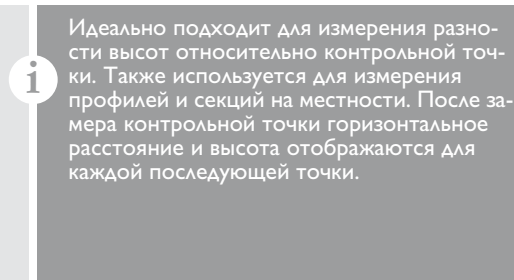 Идеально подходит для измерения разно-
сти высот относительно контрольной точ-
ки. Также используется для измерения
профилей и секций на местности. После за-
мера контрольной точки горизонтальное
расстояние и высота отображаются для
каждой последующей точки.
i